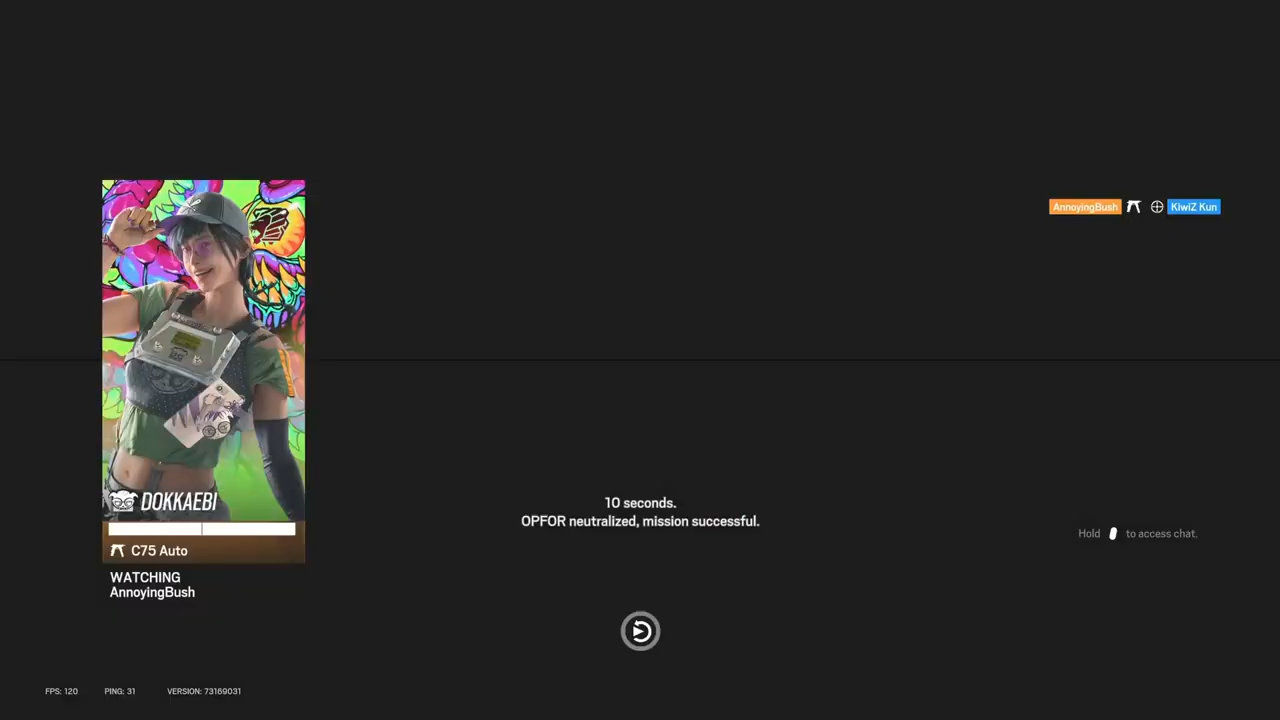 AnnoyingBush KiwiZ Kun
DOKKAEBI
C75 Auto
WATCHING
AnnoyingBush
10 seconds.
OPFOR neutralized, mission successful.
Hold to access chat.
FPS: 120 PING: 31 VERSION: 73169031